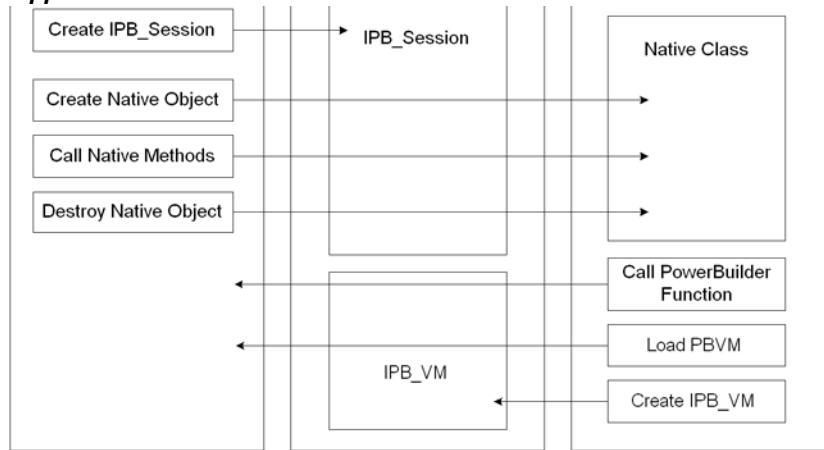 Create IPB_Session
IPB_Session
Native Class
Create Native Object
Call Native Methods
Destroy Native Object
Call PowerBuilder
Function
Load PBVM
IPB_VM
Create IPB_VM